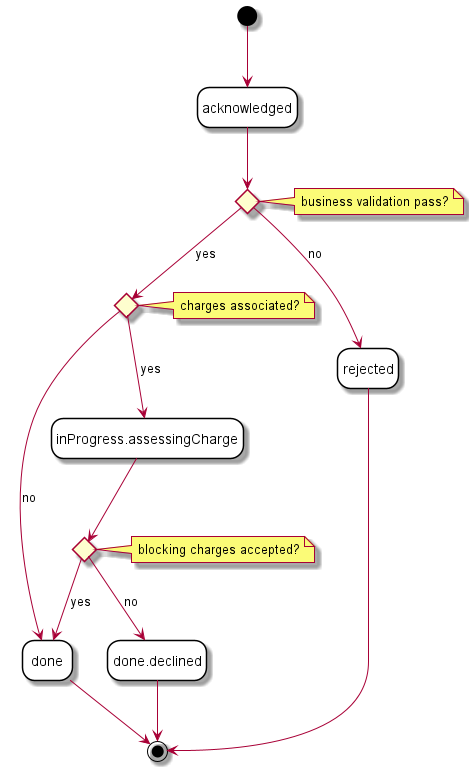 acknowledged
business validation pass?
yes
no
charges associated?
yes
rejected
inProgress.assessingCharge
no
blocking charges accepted?
yes
no
done
done.declined